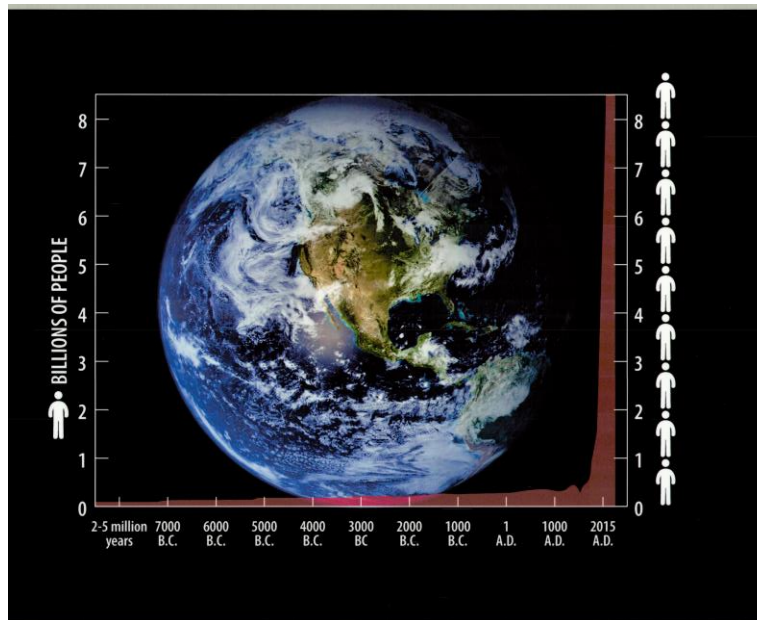 8
7
6
5
4
3
2
1
0
BILLIONS OF PEOPLE
8
7
6
5
4
3
2
1
0
2-5 million
years
7000
B.C.
6000
B.C.
5000
B.C.
4000
B.C.
3000
BC
2000
B.C.
1000
B.C.
1
A.D.
1000
A.D.
2015
A.D.